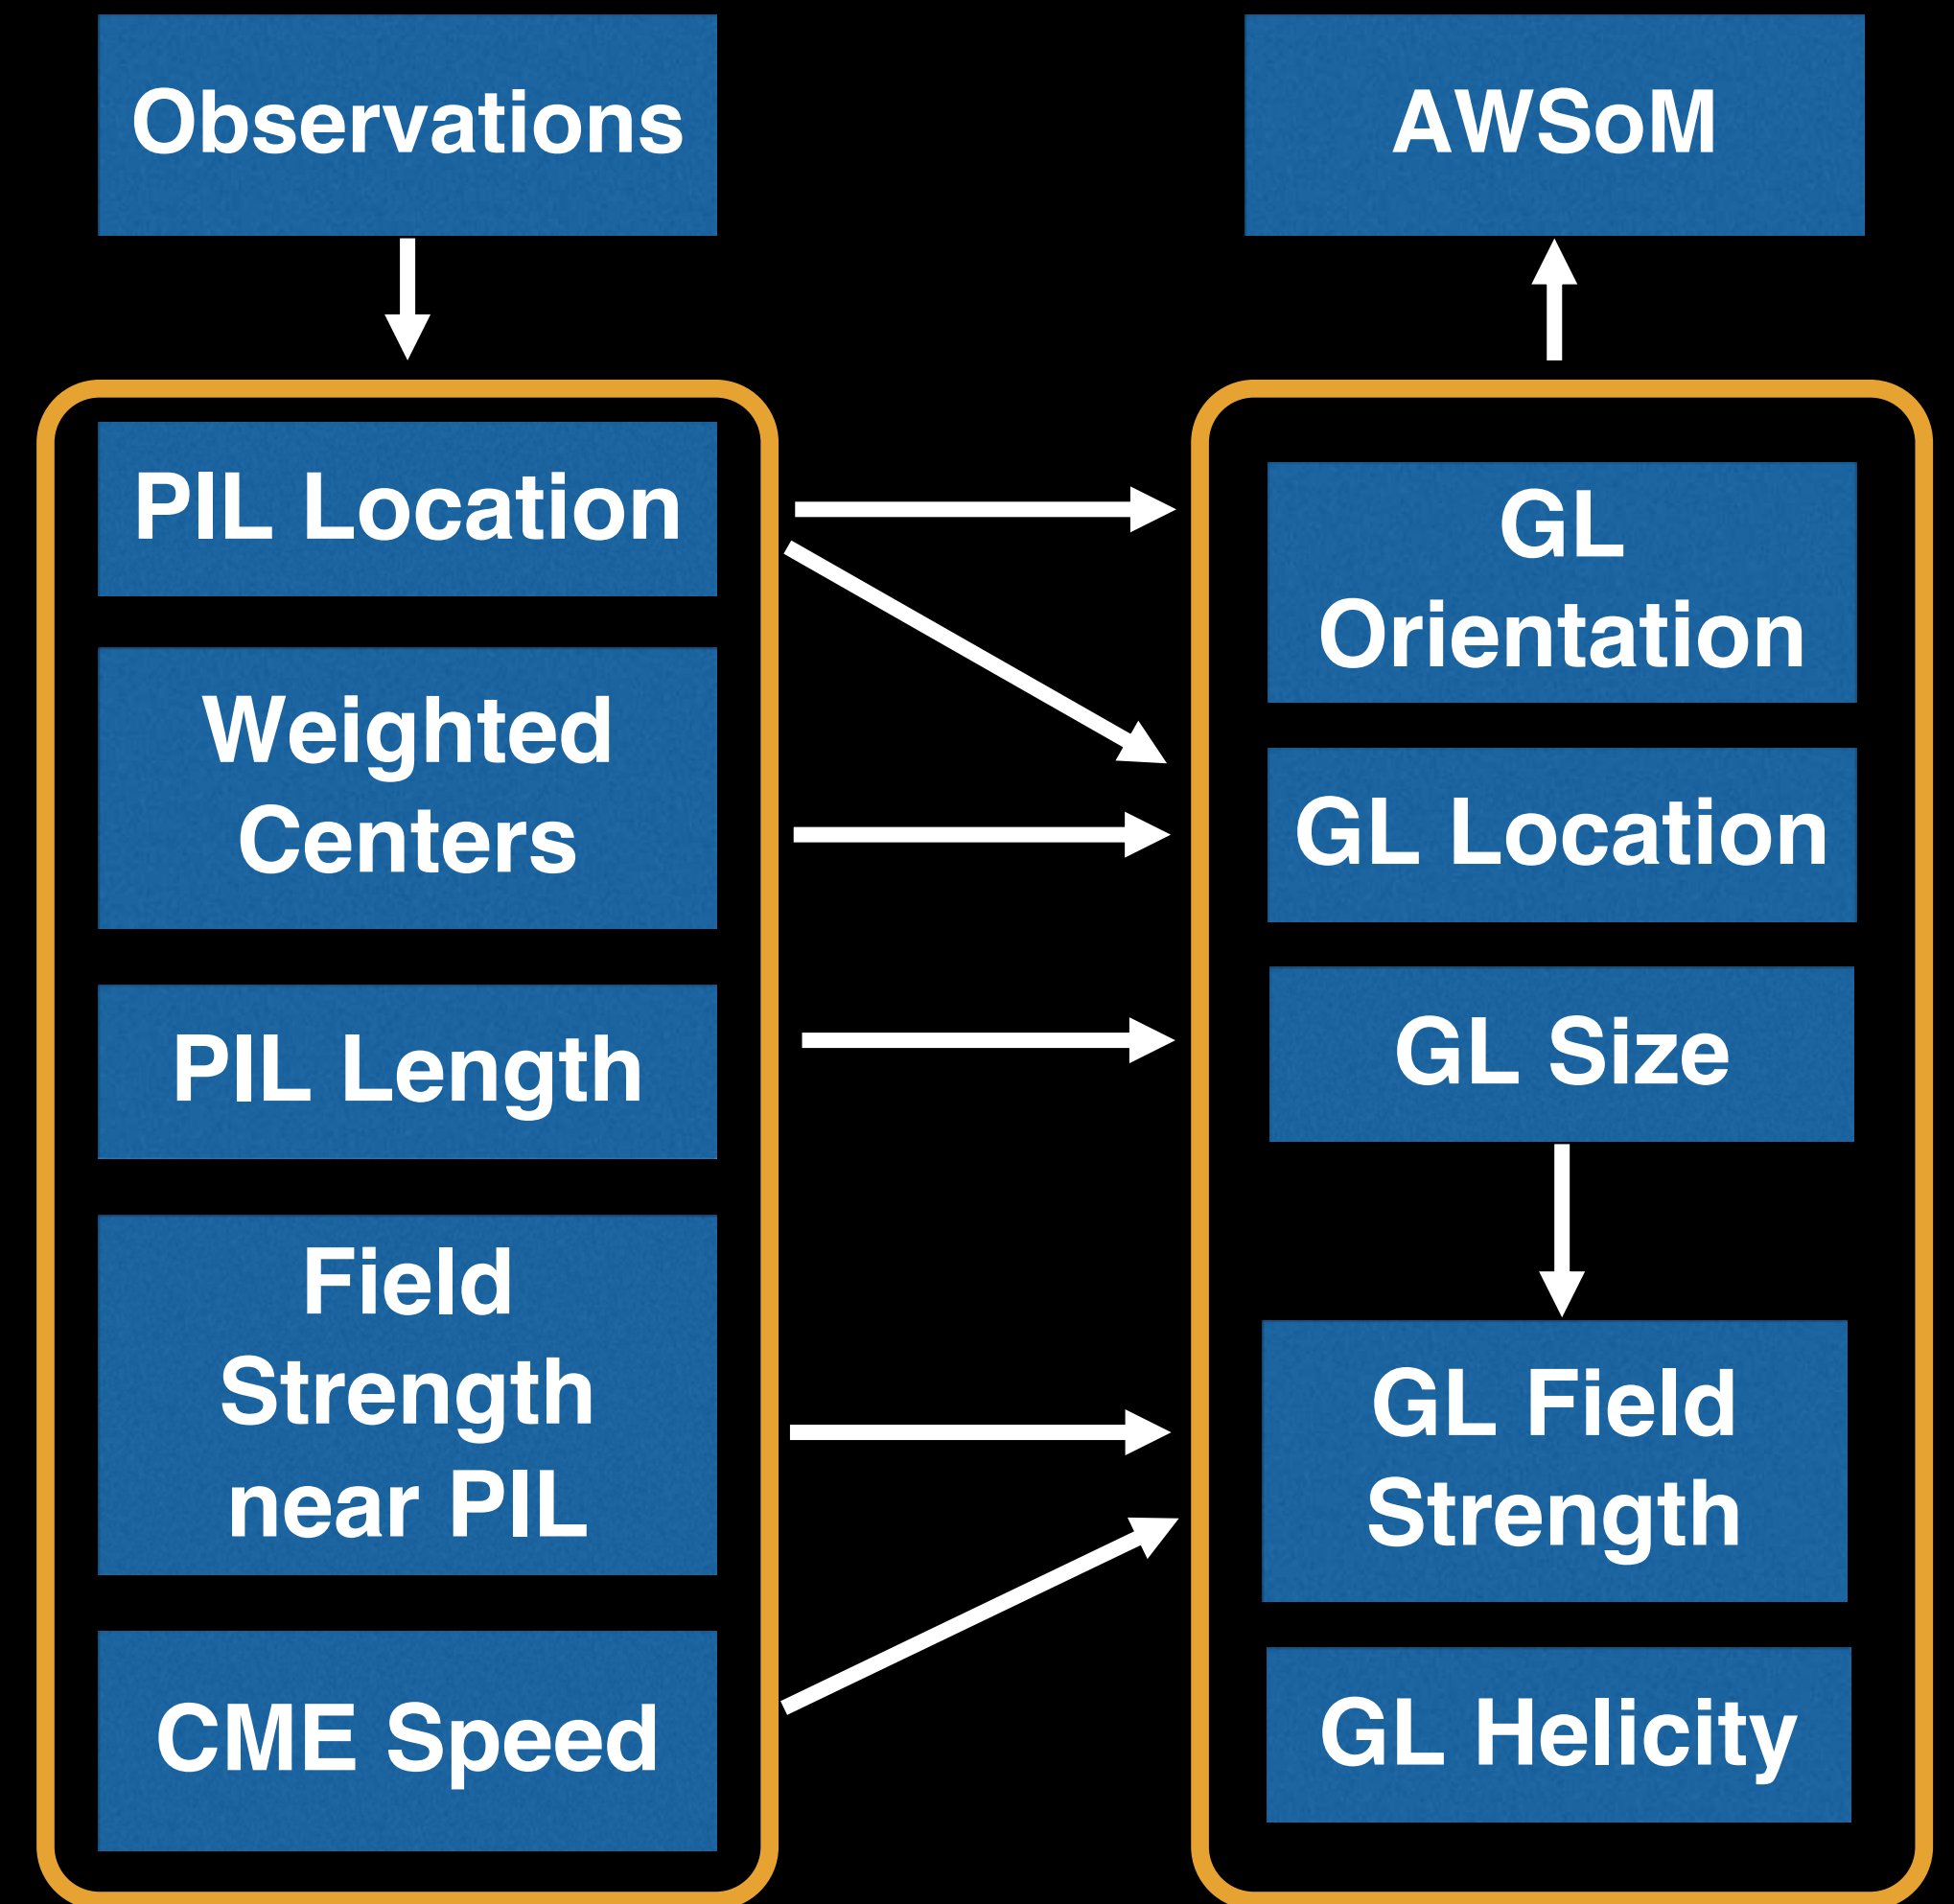 Observations
AWSoM
PIL Location
Weighted
Centers
PIL Length
Field
Strength
near PIL
CME Speed
GL
Orientation
GL Location
GL Size
GL Field
Strength
GL Helicity